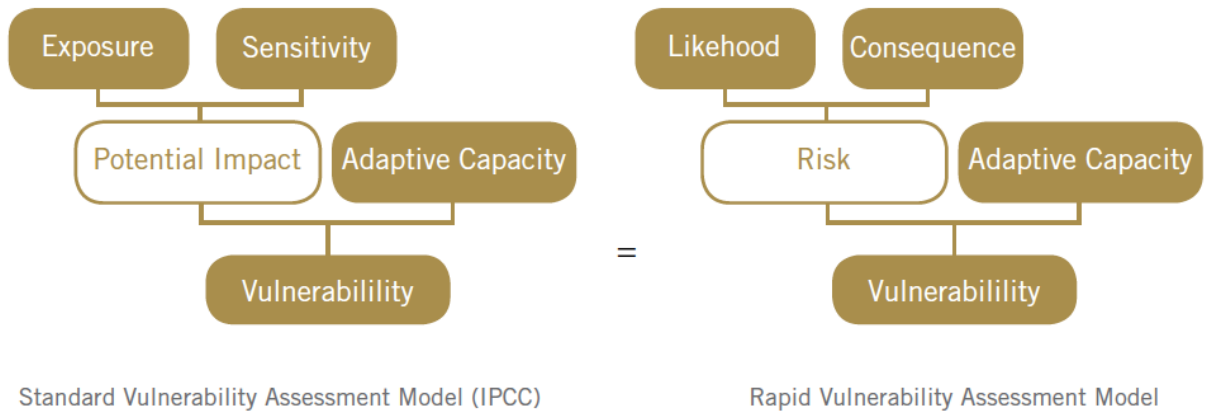 Exposure
Sensitivity
Likehood
Consequence
Potential Impact
Adaptive Capacity
Risk
Adaptive Capacity
=
Vulnerabilility
Vulnerabilility
Standard Vulnerability Assessment Model (IPCC)
Rapid Vulnerability Assessment Model